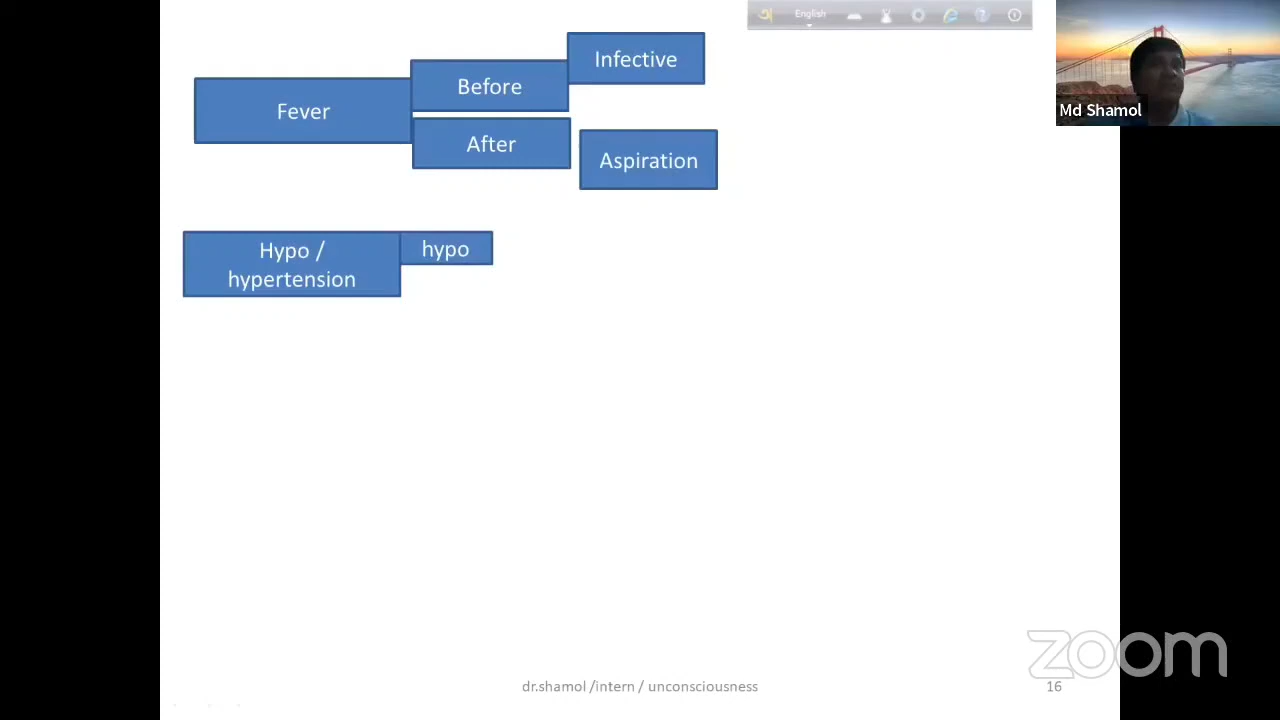 অ English
Infective
Before
Fever
After
Aspiration
Md Shamol
Hypo /
hypertension
hypo
zoom
dr.shamol /intern / unconsciousness
16